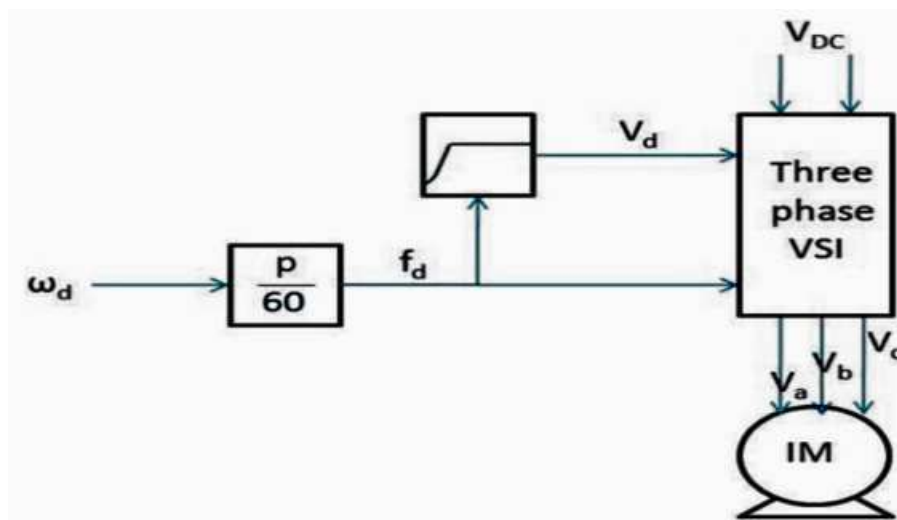 V_DC
V_d
Three
phase
VSI
p
60
f_d
ω_d
V_a
V_b
V_c
IM